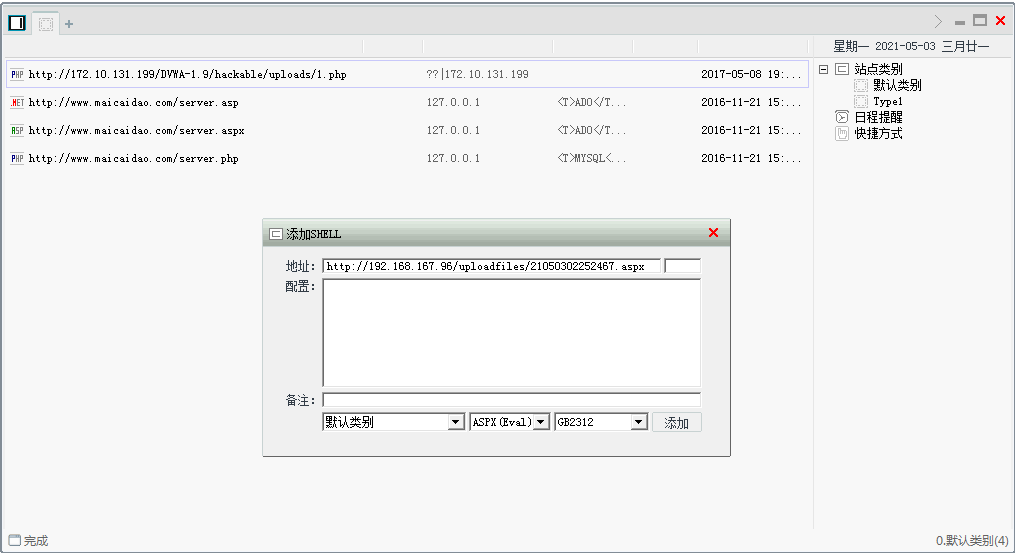 星期一 2021-05-03 三月廿一
PHP http://172.10.131.199/DVWA-1.9/hackable/uploads/1.php ??|172.10.131.199 2017-05-08 19:...
.NET http://www.maicaidao.com/server.asp 127.0.0.1 <T>ADO</T... 2016-11-21 15:...
ASP http://www.maicaidao.com/server.aspx 127.0.0.1 <T>ADO</T... 2016-11-21 15:...
PHP http://www.maicaidao.com/server.php 127.0.0.1 <T>MYSQL<... 2016-11-21 15:...
站点类别
默认类别
Type1
日程提醒
快捷方式
添加SHELL
地址: http://192.168.167.96/uploadfiles/21050302252467.aspx
配置:
备注:
默认类别 ASPX(Eval) GB2312 添加
完成 0.默认类别(4)